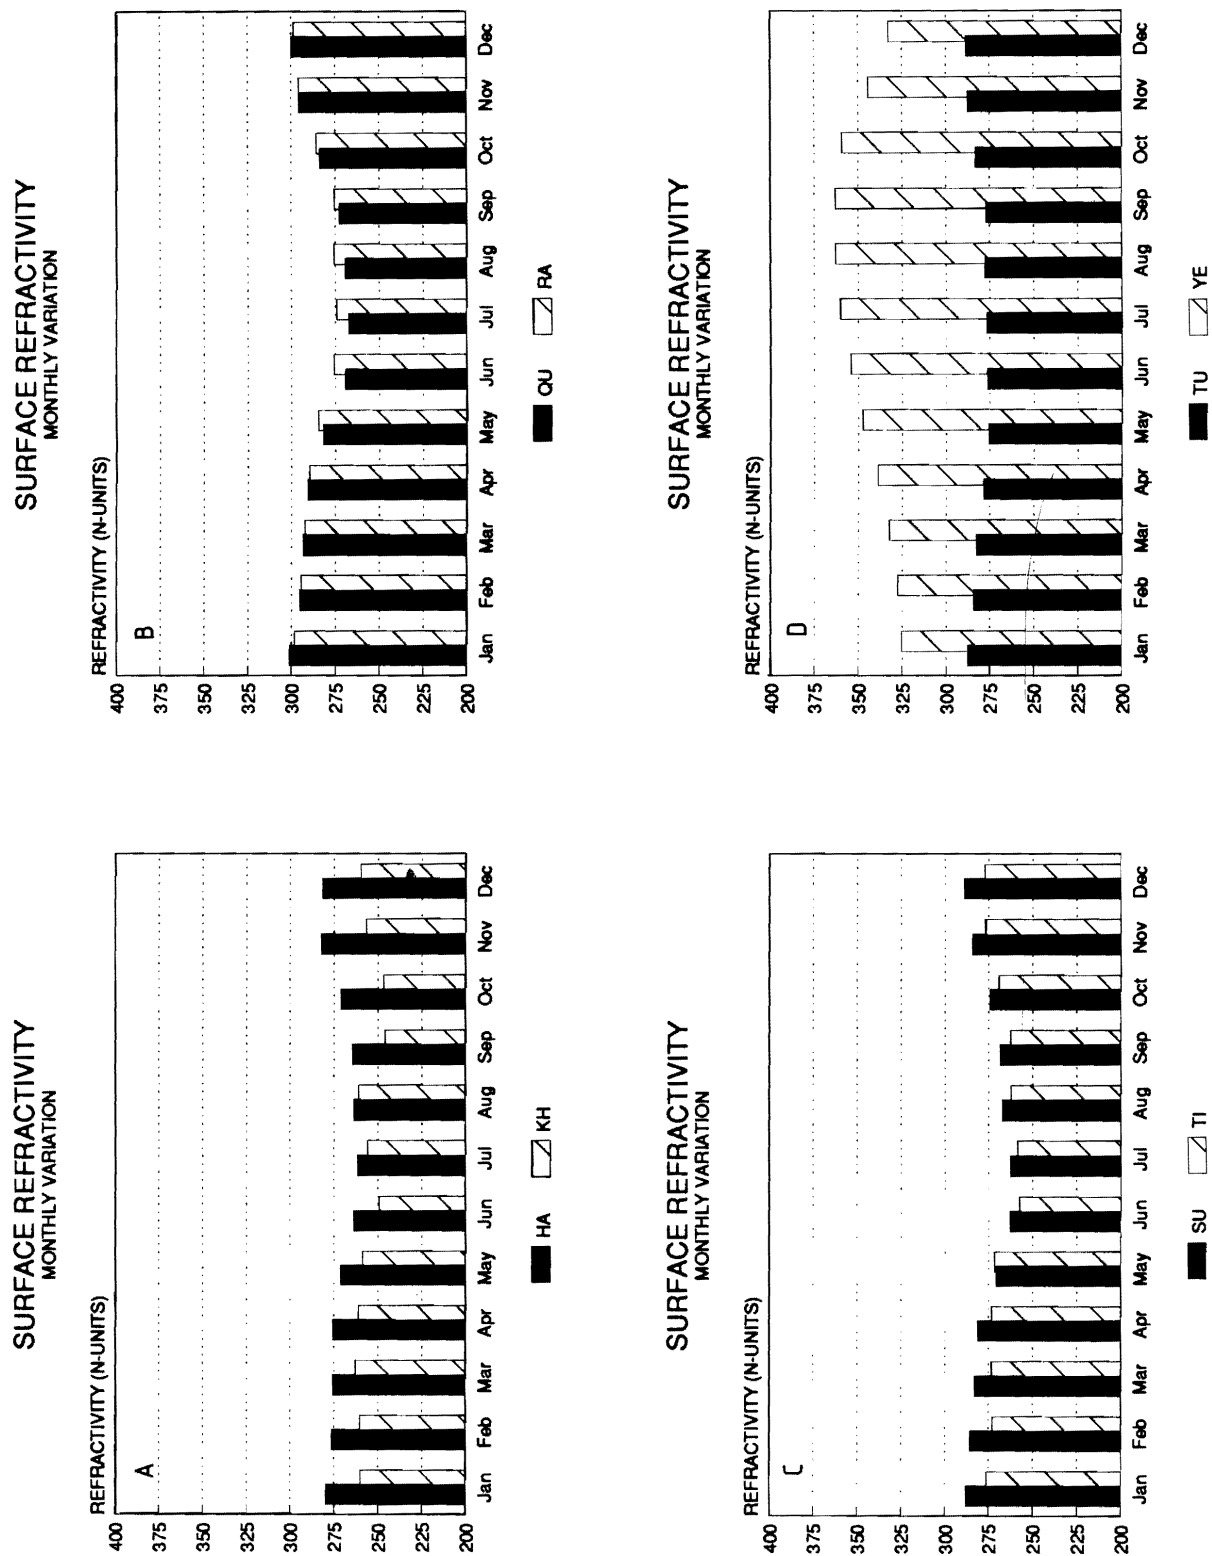 SURFACE REFRACTIVITY
MONTHLY VARIATION
REFRACTIVITY (N-UNITS)
A
400
375
350
325
300
275
250
225
200
Jan Feb Mar Apr May Jun Jul Aug Sep Oct Nov Dec
HA KH
SURFACE REFRACTIVITY
MONTHLY VARIATION
REFRACTIVITY (N-UNITS)
B
400
375
350
325
300
275
250
225
200
Jan Feb Mar Apr May Jun Jul Aug Sep Oct Nov Dec
QU RA
SURFACE REFRACTIVITY
MONTHLY VARIATION
REFRACTIVITY (N-UNITS)
C
400
375
350
325
300
275
250
225
200
Jan Feb Mar Apr May Jun Jul Aug Sep Oct Nov Dec
SU TI
SURFACE REFRACTIVITY
MONTHLY VARIATION
REFRACTIVITY (N-UNITS)
D
400
375
350
325
300
275
250
225
200
Jan Feb Mar Apr May Jun Jul Aug Sep Oct Nov Dec
TU YE